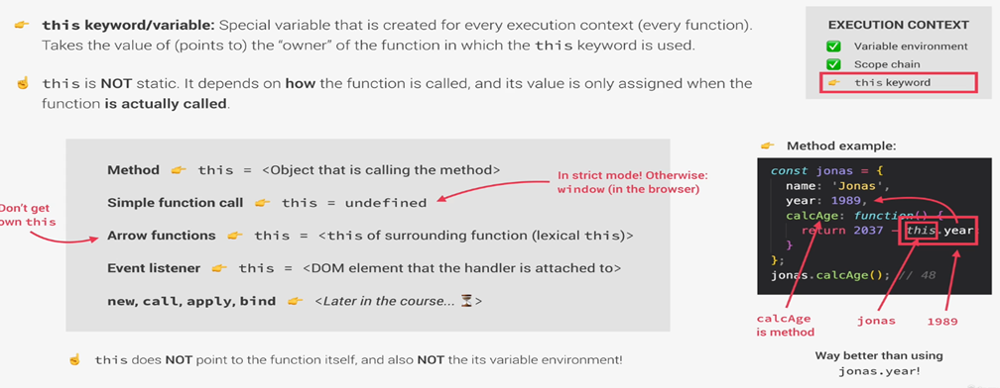 this keyword/variable: Special variable that is created for every execution context (every function).
Takes the value of (points to) the “owner” of the function in which the this keyword is used.
this is NOT static. It depends on how the function is called, and its value is only assigned when the
function is actually called.
EXECUTION CONTEXT
Variable environment
Scope chain
this keyword
Method 👉 this = <Object that is calling the method>
Simple function call 👉 this = undefined
In strict mode! Otherwise:
window (in the browser)
Don't get
own this
Arrow functions 👉 this = <this of surrounding function (lexical this)>
Event listener 👉 this = <DOM element that the handler is attached to>
new, call, apply, bind 👉 <Later in the course... ⏳>
this does NOT point to the function itself, and also NOT the its variable environment!
Method example:
const jonas = {
name: 'Jonas',
year: 1989,
calcAge: function() {
return 2037 - this.year
}
};
jonas.calcAge(); // 48
calcAge
is method
jonas
1989
Way better than using
jonas.year!